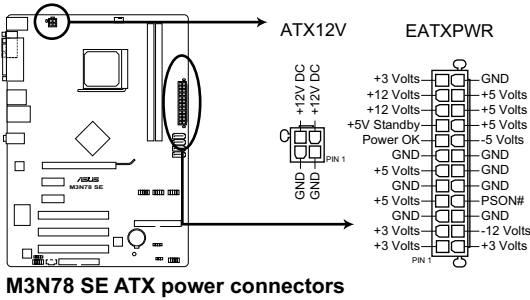 ATX12V
EATXPWR
+12V DC
+12V DC
GND
GND
PIN 1
+3 Volts GND
+12 Volts +5 Volts
+12 Volts +5 Volts
+5V Standby +5 Volts
Power OK -5 Volts
GND GND
+5 Volts GND
GND GND
+5 Volts PSON#
GND GND
+3 Volts -12 Volts
+3 Volts +3 Volts
PIN 1
ASUS
M3N78 SE
M3N78 SE ATX power connectors